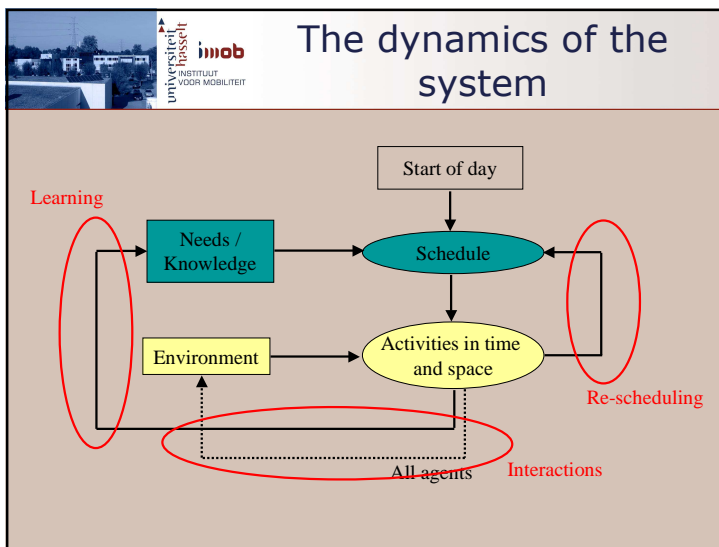 universiteit
hasselt
imob
INSTITUUT
VOOR MOBILITEIT
The dynamics of the
system
Start of day
Learning
Needs /
Knowledge
Schedule
Environment
Activities in time
and space
Re-scheduling
All agents
Interactions